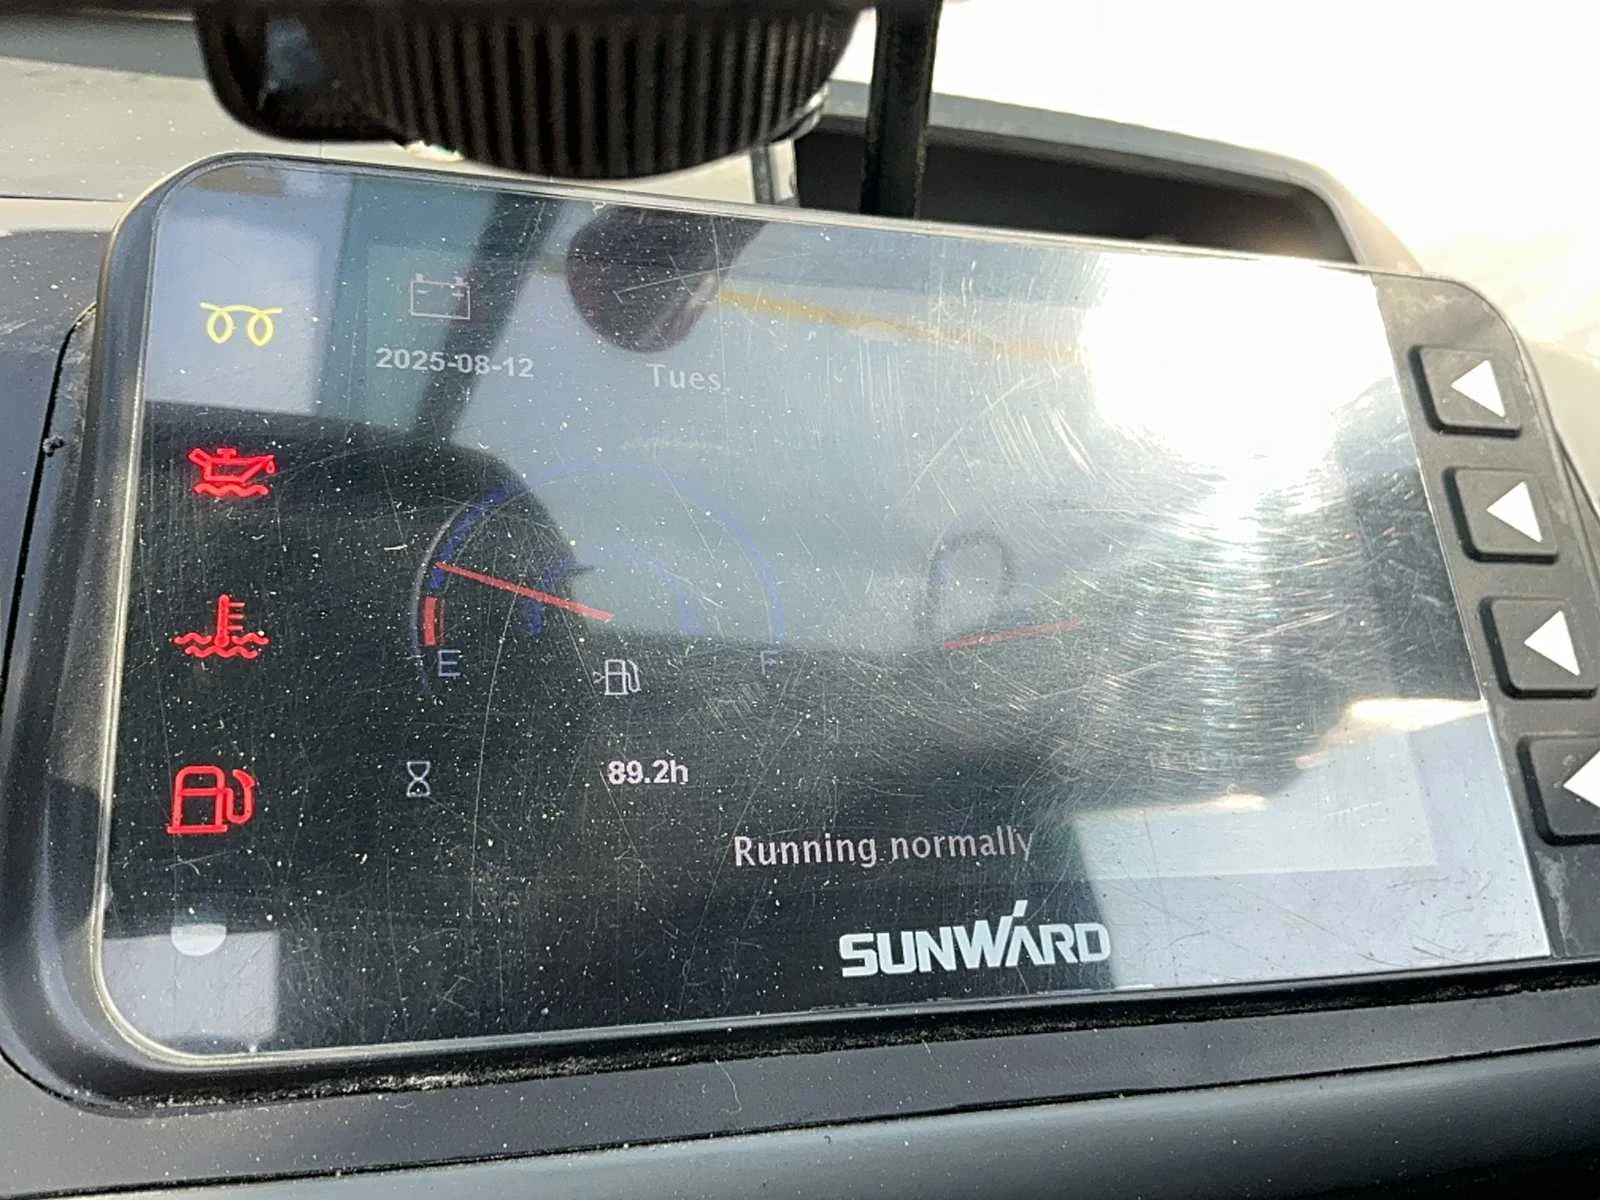 2025-08-12
Tues.
E
F
89.2h
Running normally
SUNWARD